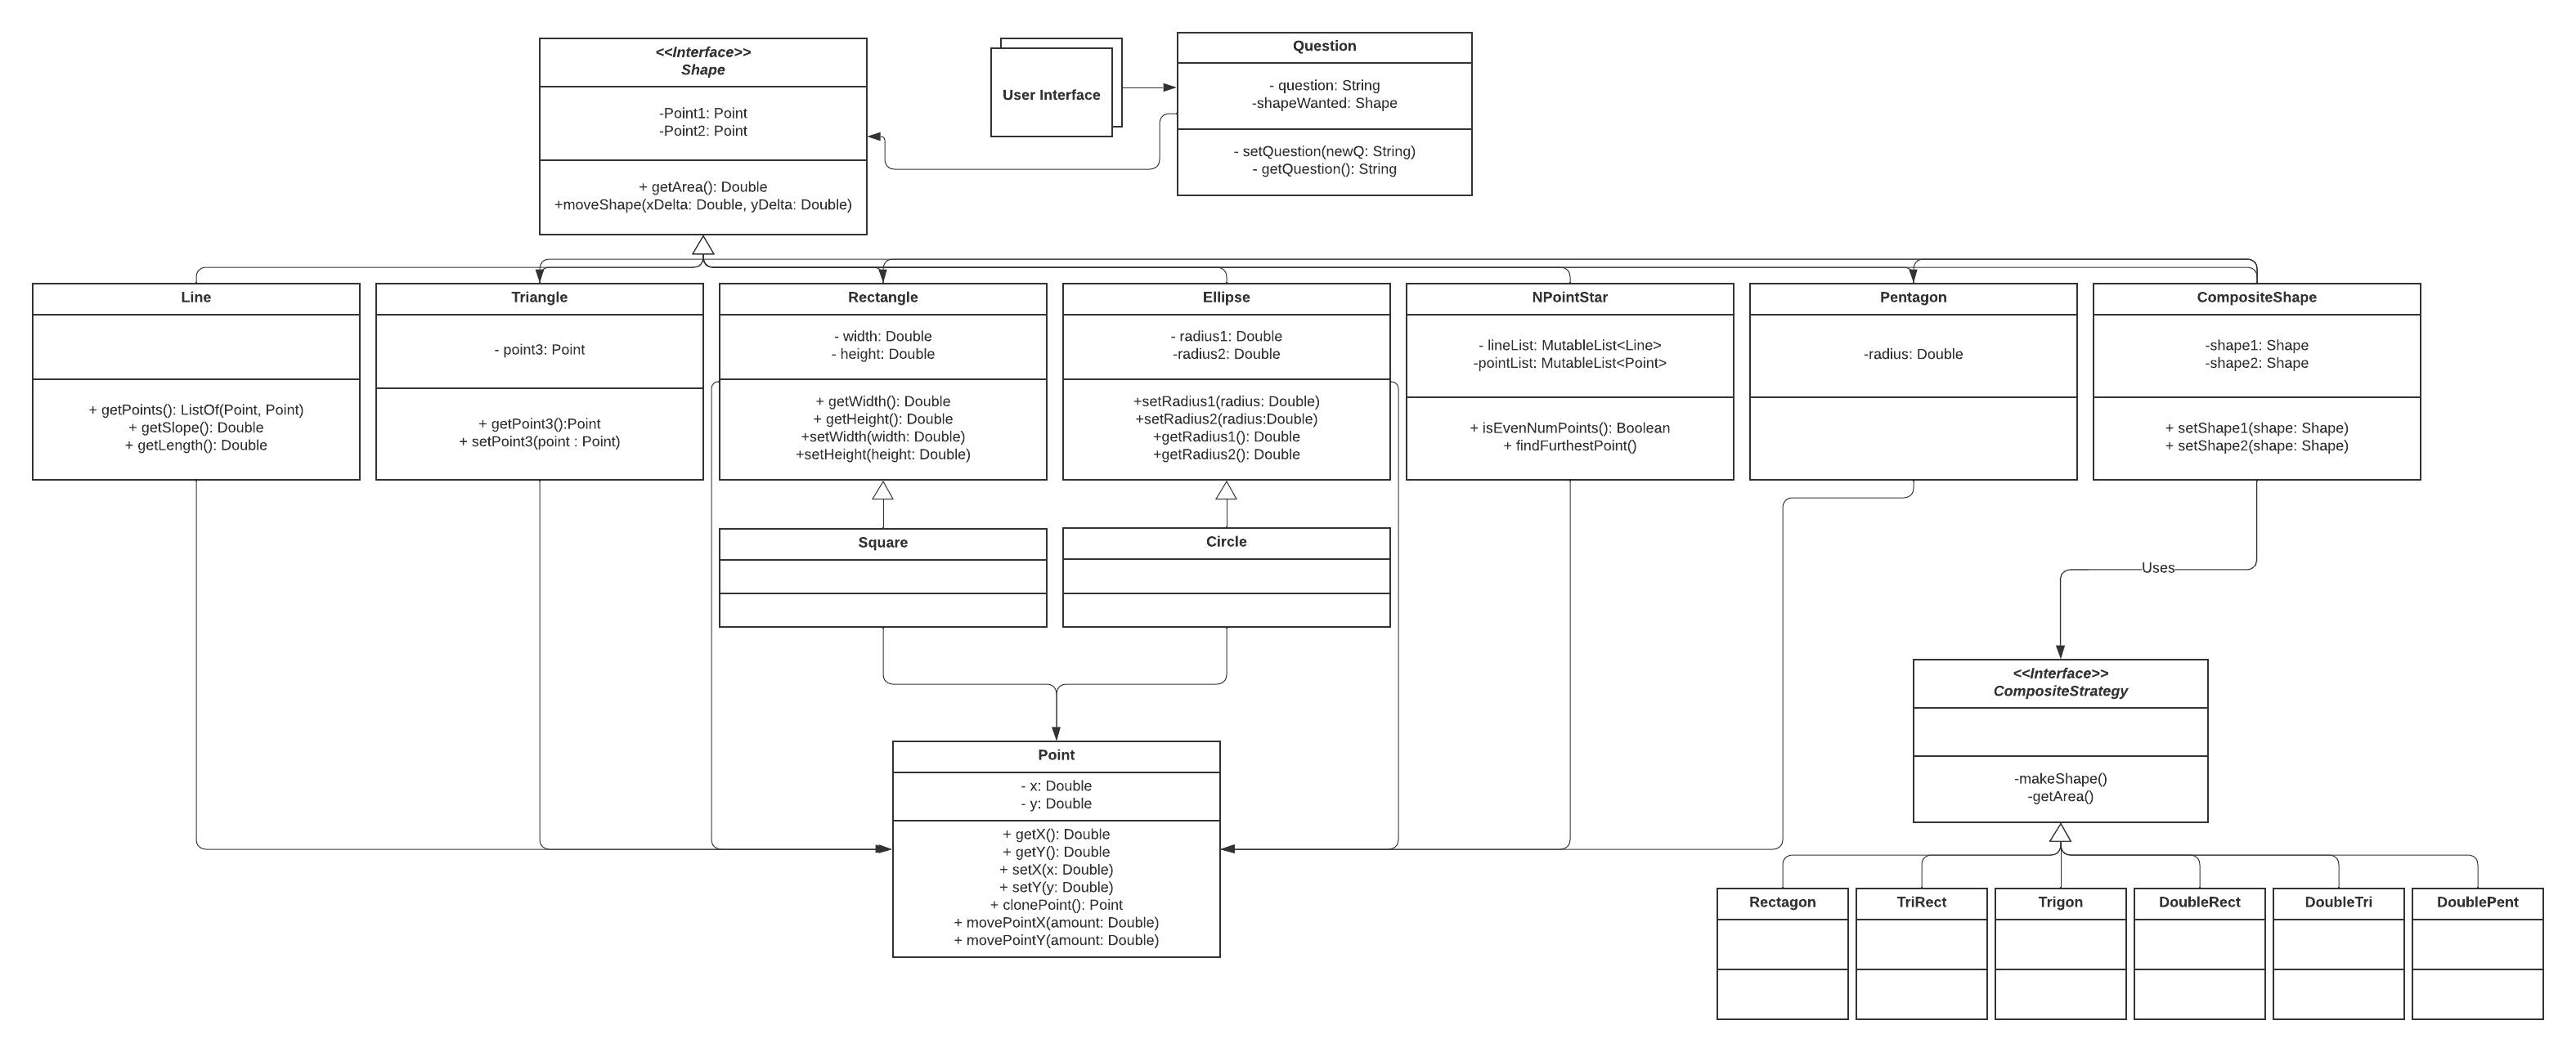 <<Interface>>
Shape
-Point1: Point
-Point2: Point
+ getArea(): Double
+moveShape(xDelta: Double, yDelta: Double)
User Interface
Question
- question: String
-shapeWanted: Shape
- setQuestion(newQ: String)
- getQuestion(): String
Line
+ getPoints(): ListOf(Point, Point)
+ getSlope(): Double
+ getLength(): Double
Triangle
- point3: Point
+ getPoint3():Point
+ setPoint3(point : Point)
Rectangle
- width: Double
- height: Double
+ getWidth(): Double
+ getHeight(): Double
+setWidth(width: Double)
+setHeight(height: Double)
Ellipse
- radius1: Double
-radius2: Double
+setRadius1(radius: Double)
+setRadius2(radius:Double)
+getRadius1(): Double
+getRadius2(): Double
NPointStar
- lineList: MutableList<Line>
-pointList: MutableList<Point>
+ isEvenNumPoints(): Boolean
+ findFurthestPoint()
Pentagon
-radius: Double
CompositeShape
-shape1: Shape
-shape2: Shape
+ setShape1(shape: Shape)
+ setShape2(shape: Shape)
Square
Circle
Uses
Point
- x: Double
- y: Double
+ getX(): Double
+ getY(): Double
+ setX(x: Double)
+ setY(y: Double)
+ clonePoint(): Point
+ movePointX(amount: Double)
+ movePointY(amount: Double)
<<Interface>>
CompositeStrategy
-makeShape()
-getArea()
Rectagon
TriRect
Trigon
DoubleRect
DoubleTri
DoublePent